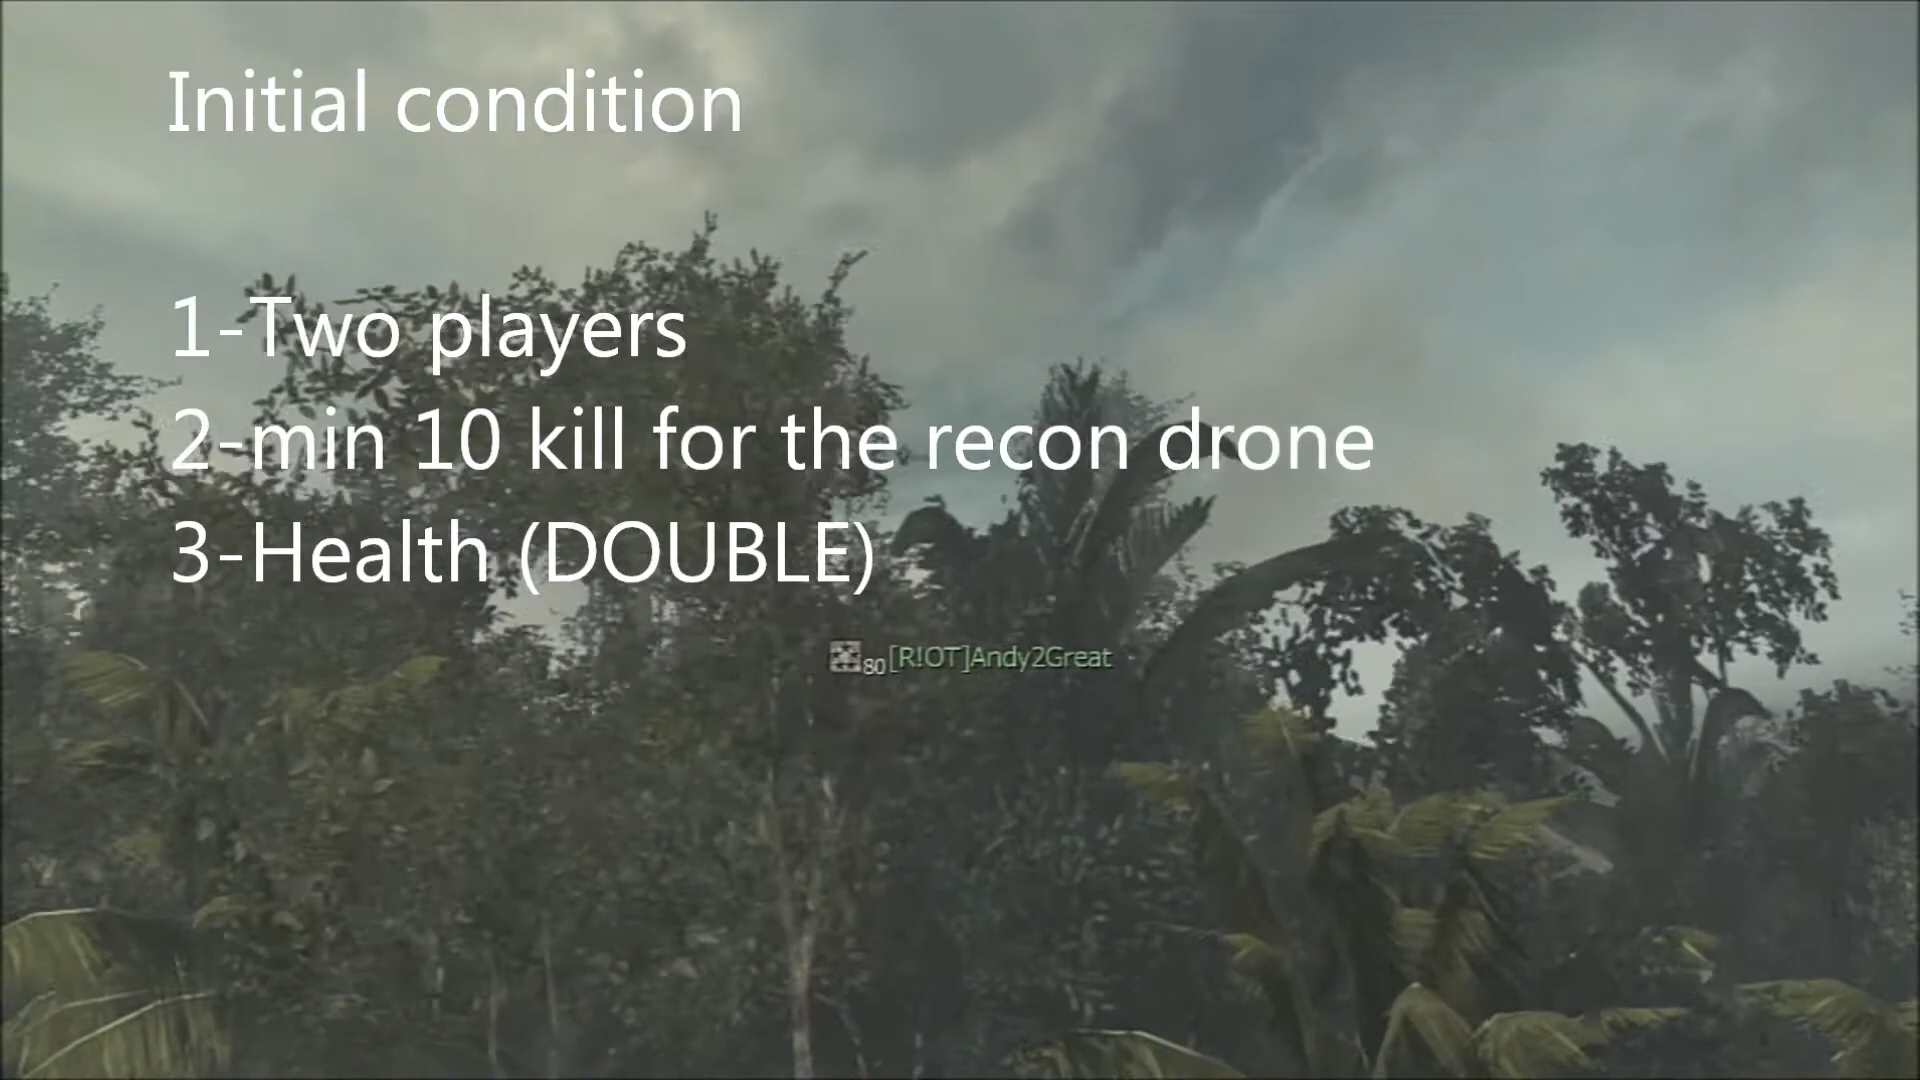 Initial condition
1-Two players
2-min 10 kill for the recon drone
3-Health (DOUBLE)
80 [R!OT]Andy2Great